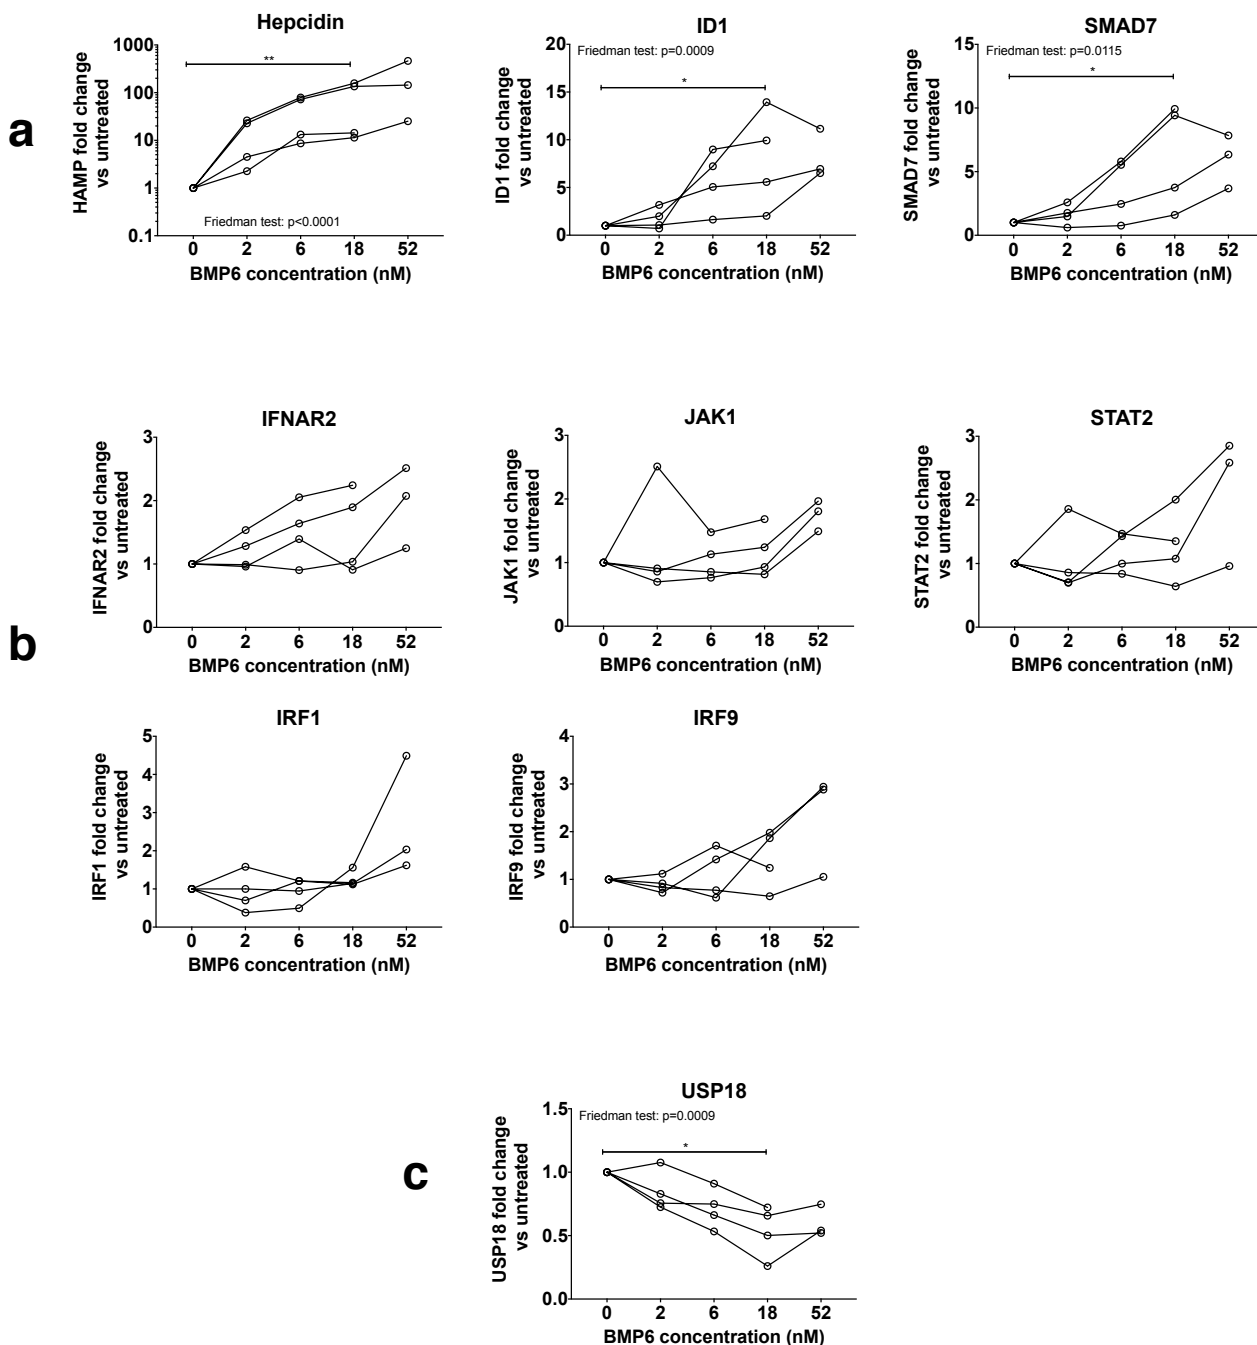 a
Hepcidin
HAMP fold change
vs untreated
1000
100
10
1
0.1
**
Friedman test: p<0.0001
0 2 6 18 52
BMP6 concentration (nM)
ID1
ID1 fold change
vs untreated
20
15
10
5
0
Friedman test: p=0.0009
*
0 2 6 18 52
BMP6 concentration (nM)
SMAD7
SMAD7 fold change
vs untreated
15
10
5
0
Friedman test: p=0.0115
*
0 2 6 18 52
BMP6 concentration (nM)
b
IFNAR2
IFNAR2 fold change
vs untreated
3
2
1
0
0 2 6 18 52
BMP6 concentration (nM)
JAK1
JAK1 fold change
vs untreated
3
2
1
0
0 2 6 18 52
BMP6 concentration (nM)
STAT2
STAT2 fold change
vs untreated
3
2
1
0
0 2 6 18 52
BMP6 concentration (nM)
IRF1
IRF1 fold change
vs untreated
5
4
3
2
1
0
0 2 6 18 52
BMP6 concentration (nM)
IRF9
IRF9 fold change
vs untreated
4
3
2
1
0
0 2 6 18 52
BMP6 concentration (nM)
c
USP18
USP18 fold change
vs untreated
1.5
1.0
0.5
0.0
Friedman test: p=0.0009
*
0 2 6 18 52
BMP6 concentration (nM)